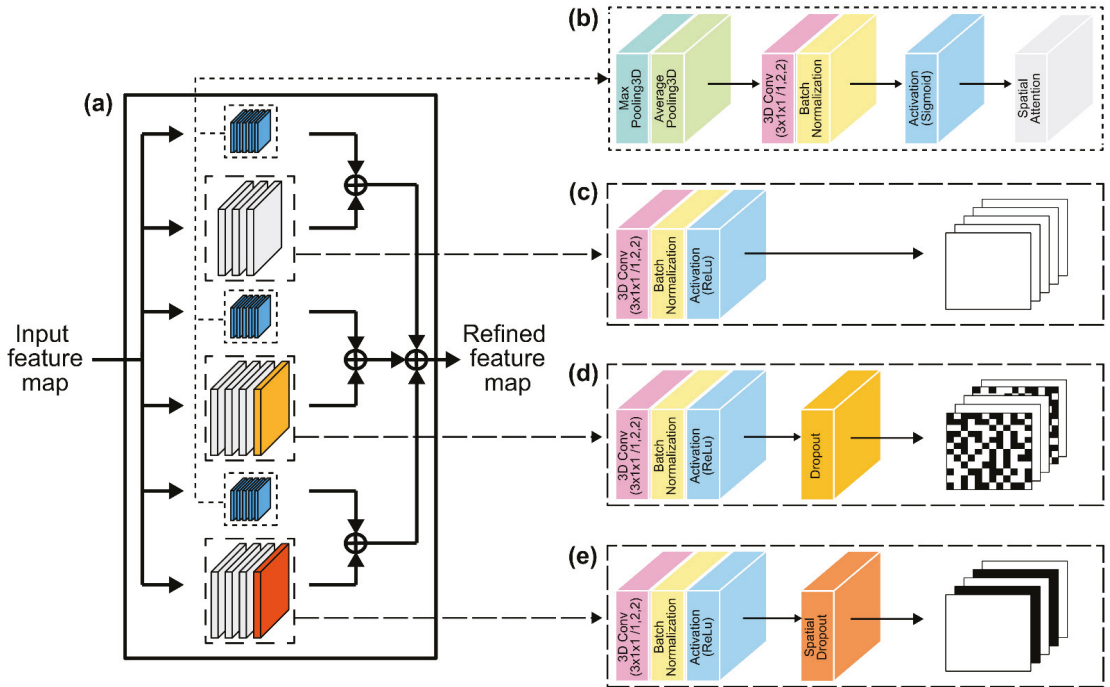 (a)
Input
feature
map
Refined
feature
map
(b)
Max
Pooling3D
Average
Pooling3D
3D Conv
(3x1x1 /1,2,2)
Batch
Normalization
Activation
(Sigmoid)
Spatial
Attention
(c)
3D Conv
(3x1x1 /1,2,2)
Batch
Normalization
Activation
(ReLu)
(d)
3D Conv
(3x1x1 /1,2,2)
Batch
Normalization
Activation
(ReLu)
Dropout
(e)
3D Conv
(3x1x1 /1,2,2)
Batch
Normalization
Activation
(ReLu)
Spatial
Dropout